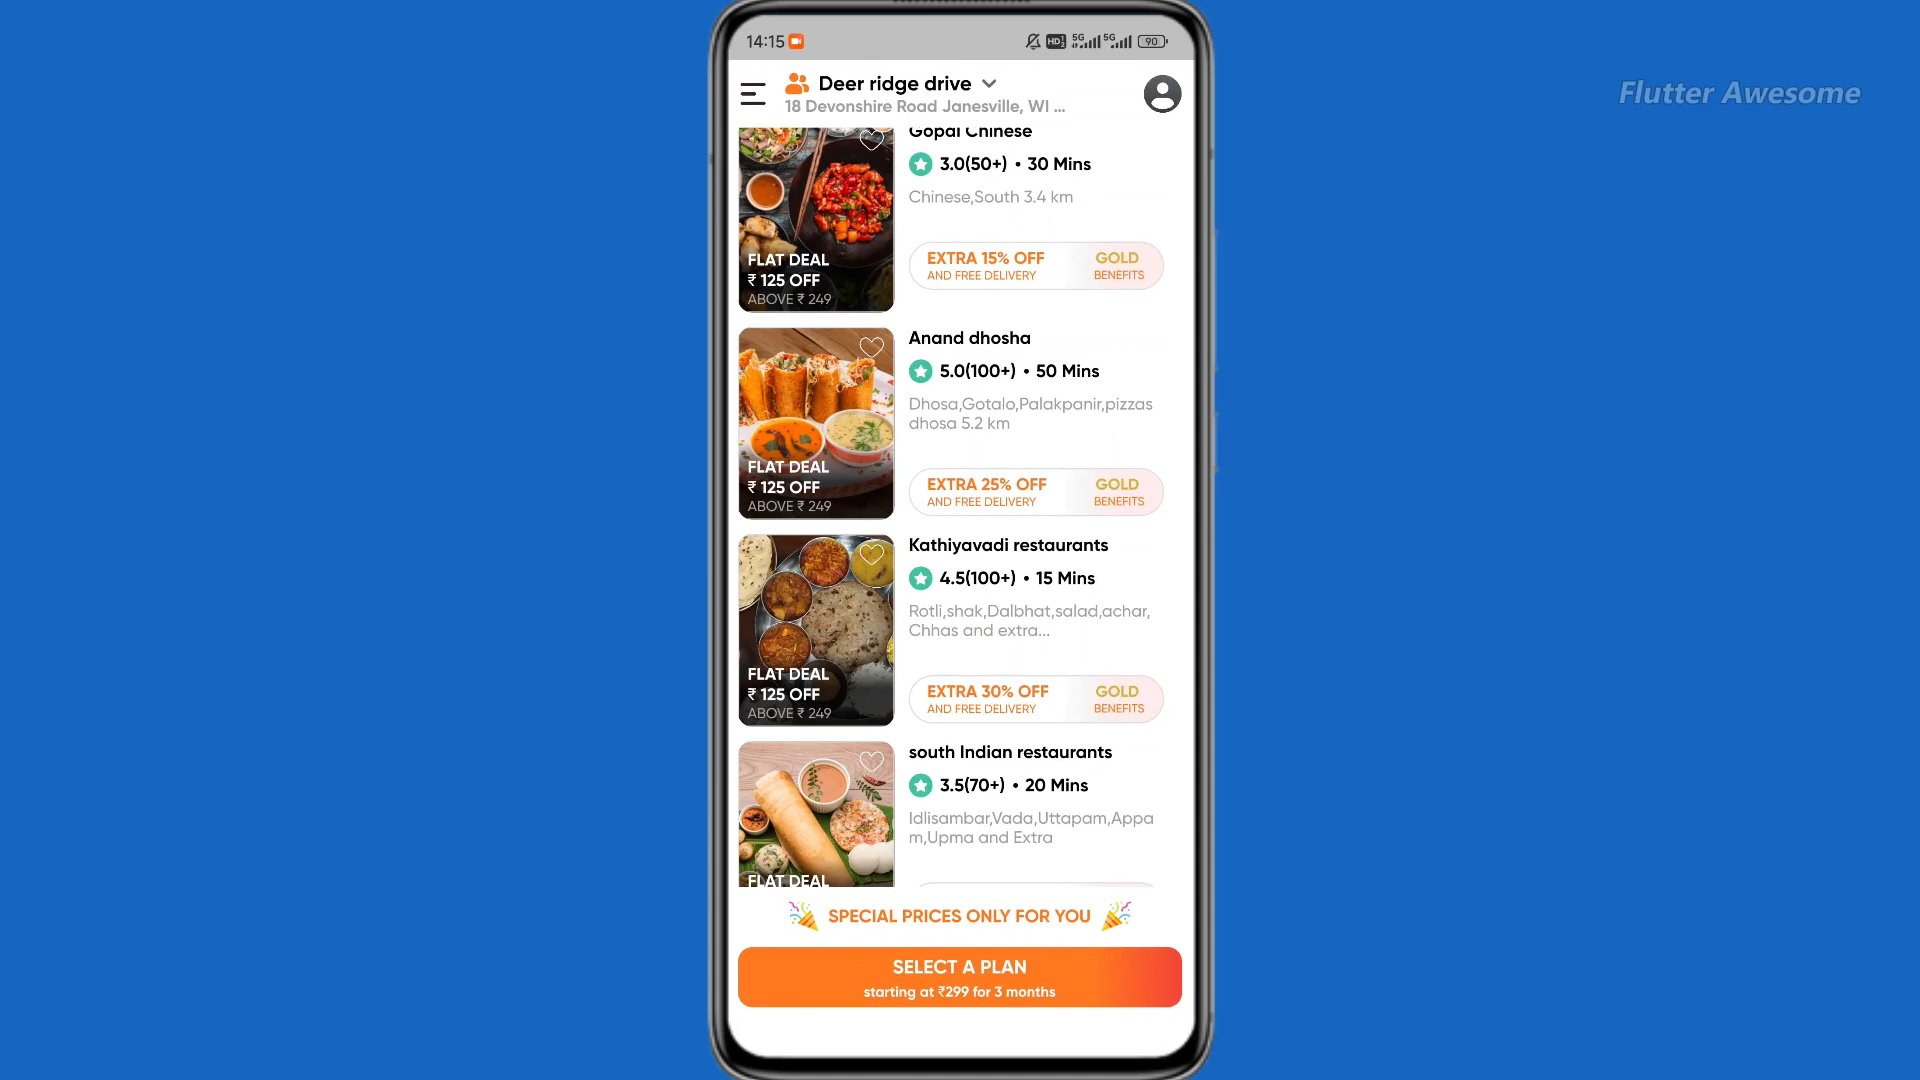 14:15
HD 5G 5G 90
Flutter Awesome
Deer ridge drive
18 Devonshire Road Janesville, WI ...
Gopal Chinese
3.0(50+) • 30 Mins
Chinese,South 3.4 km
FLAT DEAL
₹ 125 OFF
ABOVE ₹ 249
EXTRA 15% OFF
AND FREE DELIVERY
GOLD
BENEFITS
Anand dhosha
5.0(100+) • 50 Mins
Dhosa,Gotalo,Palakpanir,pizzas
dhosa 5.2 km
FLAT DEAL
₹ 125 OFF
ABOVE ₹ 249
EXTRA 25% OFF
AND FREE DELIVERY
GOLD
BENEFITS
Kathiyavadi restaurants
4.5(100+) • 15 Mins
Rotli,shak,Dalbhat,salad,achar,
Chhas and extra...
FLAT DEAL
₹ 125 OFF
ABOVE ₹ 249
EXTRA 30% OFF
AND FREE DELIVERY
GOLD
BENEFITS
south Indian restaurants
3.5(70+) • 20 Mins
Idlisambar,Vada,Uttapam,Appa
m,Upma and Extra
FLAT DEAL
SPECIAL PRICES ONLY FOR YOU
SELECT A PLAN
starting at ₹299 for 3 months